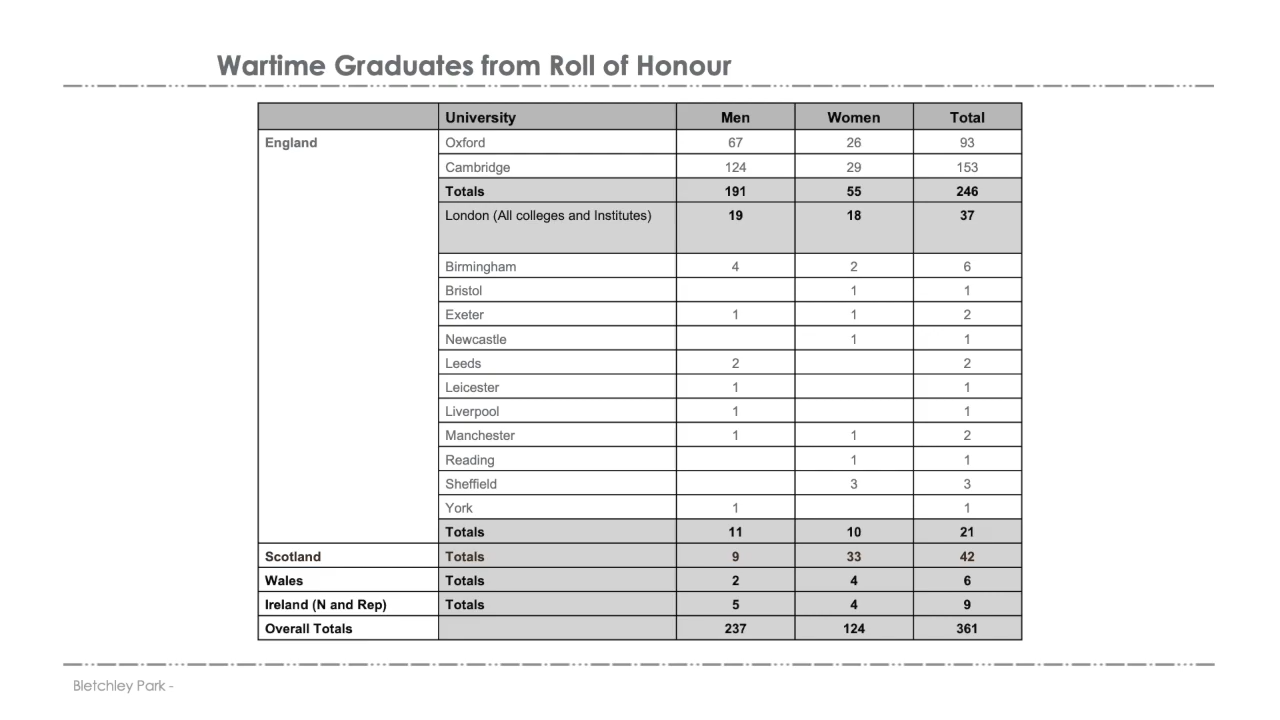 Wartime Graduates from Roll of Honour
University Men Women Total
England Oxford 67 26 93
Cambridge 124 29 153
Totals 191 55 246
London (All colleges and Institutes) 19 18 37
Birmingham 4 2 6
Bristol 1 1
Exeter 1 1 2
Newcastle 1 1
Leeds 2 2
Leicester 1 1
Liverpool 1 1
Manchester 1 1 2
Reading 1 1
Sheffield 3 3
York 1 1
Totals 11 10 21
Scotland Totals 9 33 42
Wales Totals 2 4 6
Ireland (N and Rep) Totals 5 4 9
Overall Totals 237 124 361
Bletchley Park -